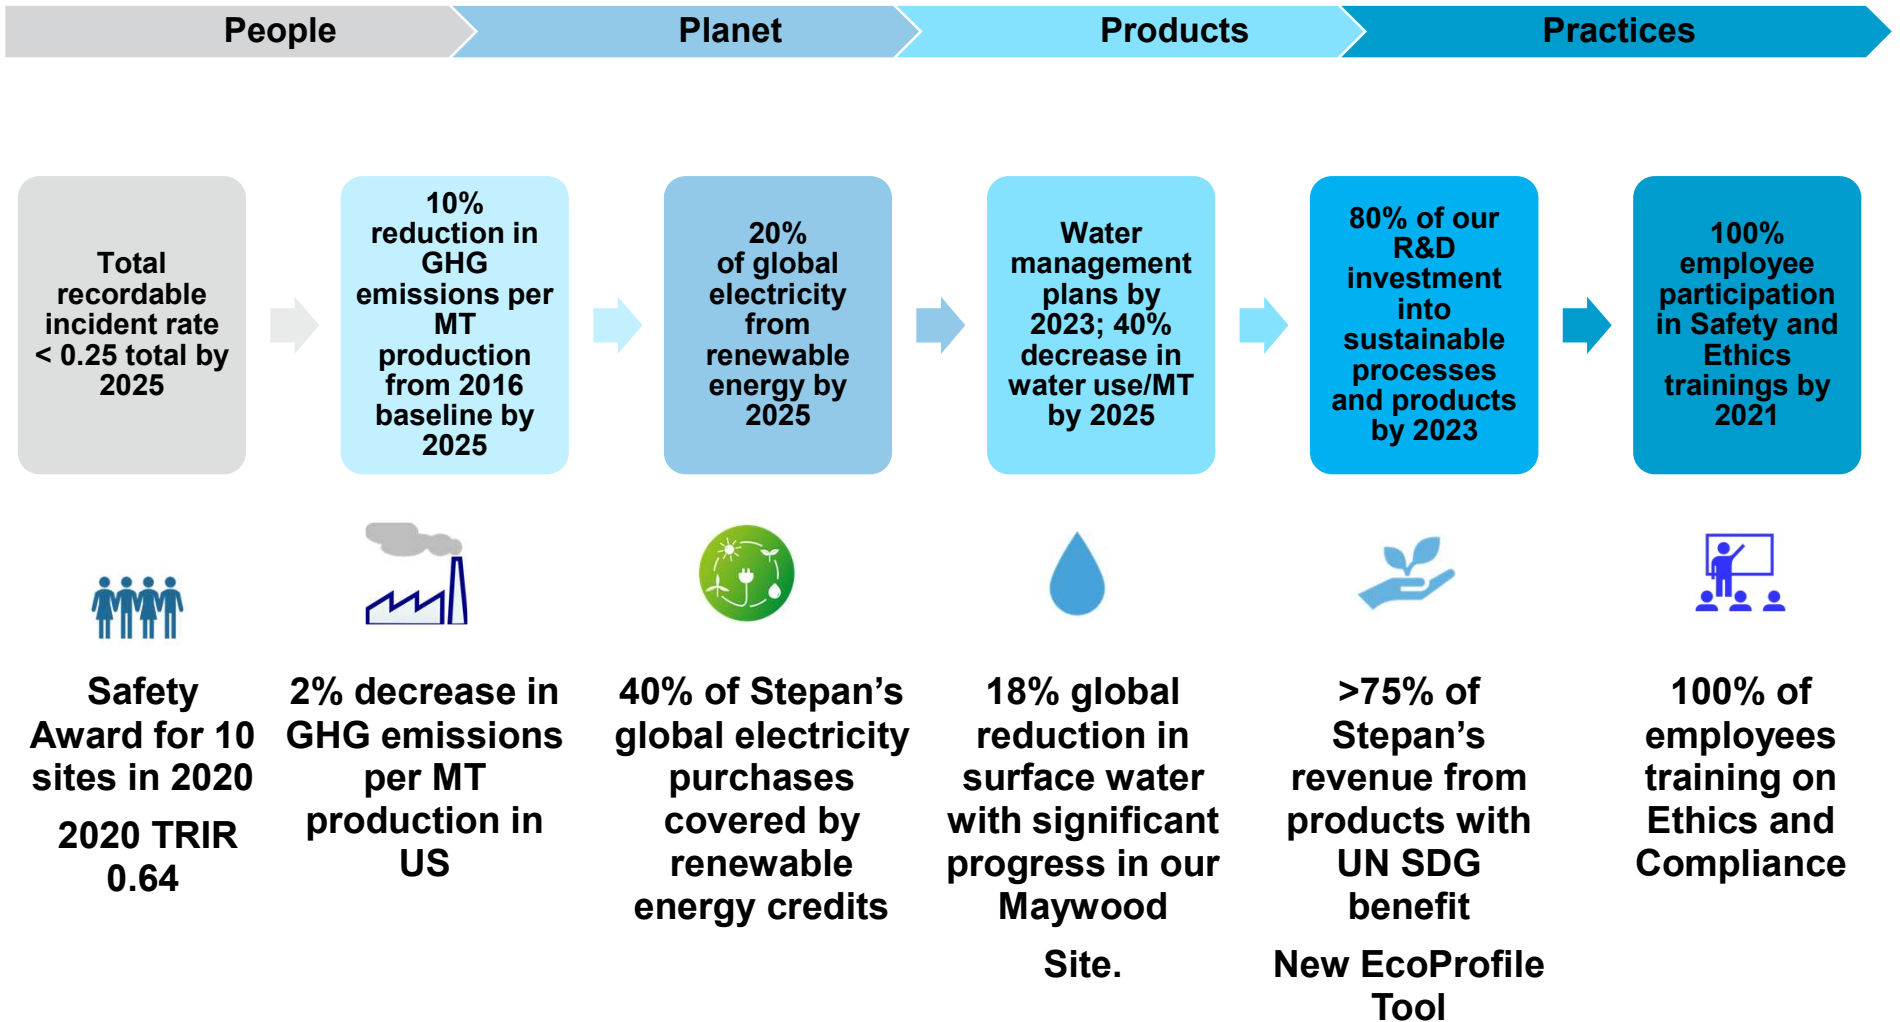 People
Planet
Products
Practices
Total
recordable
incident rate
< 0.25 total by
2025
10%
reduction in
GHG
emissions per
MT
production
from 2016
baseline by
2025
20%
of global
electricity
from
renewable
energy by
2025
Water
management
plans by
2023; 40%
decrease in
water use/MT
by 2025
80% of our
R&D
investment
into
sustainable
processes
and products
by 2023
100%
employee
participation
in Safety and
Ethics
trainings by
2021
Safety
Award for 10
sites in 2020
2020 TRIR
0.64
2% decrease in
GHG emissions
per MT
production in
US
40% of Stepan’s
global electricity
purchases
covered by
renewable
energy credits
18% global
reduction in
surface water
with significant
progress in our
Maywood
Site.
>75% of
Stepan’s
revenue from
products with
UN SDG
benefit
New EcoProfile
Tool
100% of
employees
training on
Ethics and
Compliance